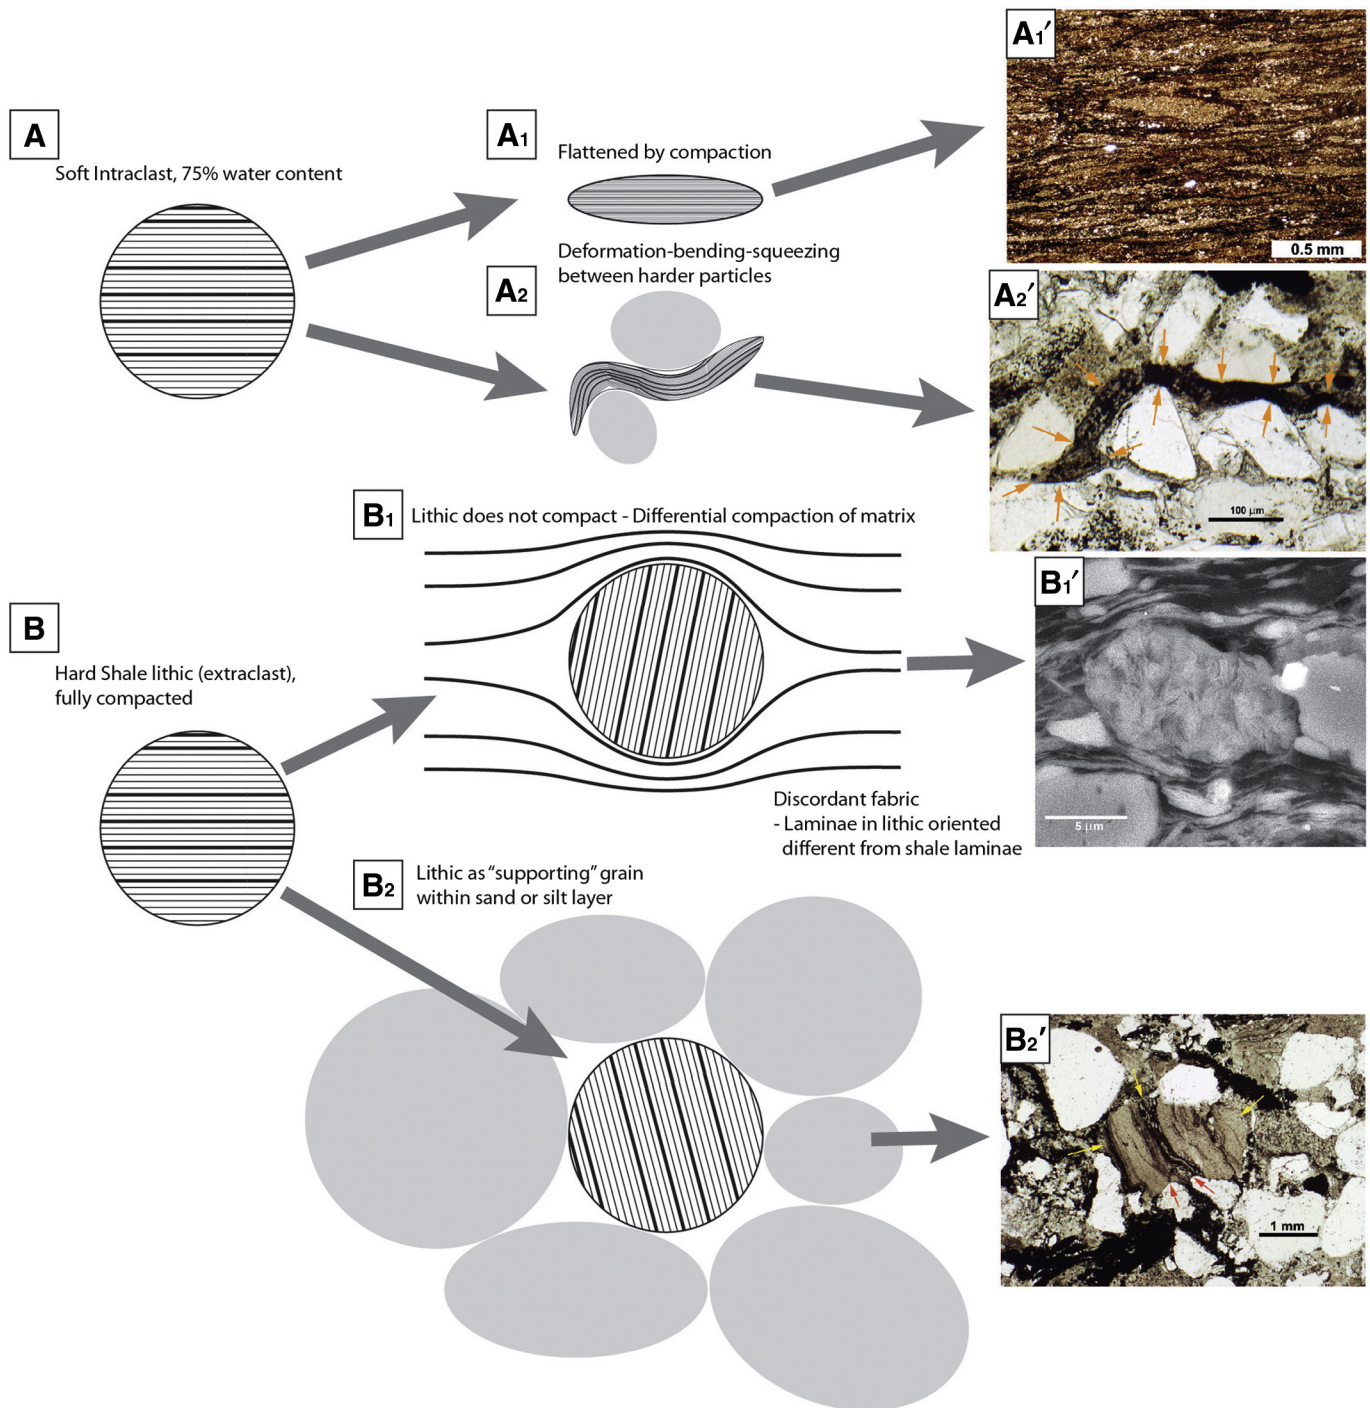 A
Soft Intraclast, 75% water content
A1
Flattened by compaction
A1′
0.5 mm
A2
Deformation-bending-squeezing
between harder particles
A2′
100 µm
B
Hard Shale lithic (extraclast),
fully compacted
B1
Lithic does not compact - Differential compaction of matrix
Discordant fabric
- Laminae in lithic oriented
different from shale laminae
B1′
5 µm
B2
Lithic as “supporting” grain
within sand or silt layer
B2′
1 mm